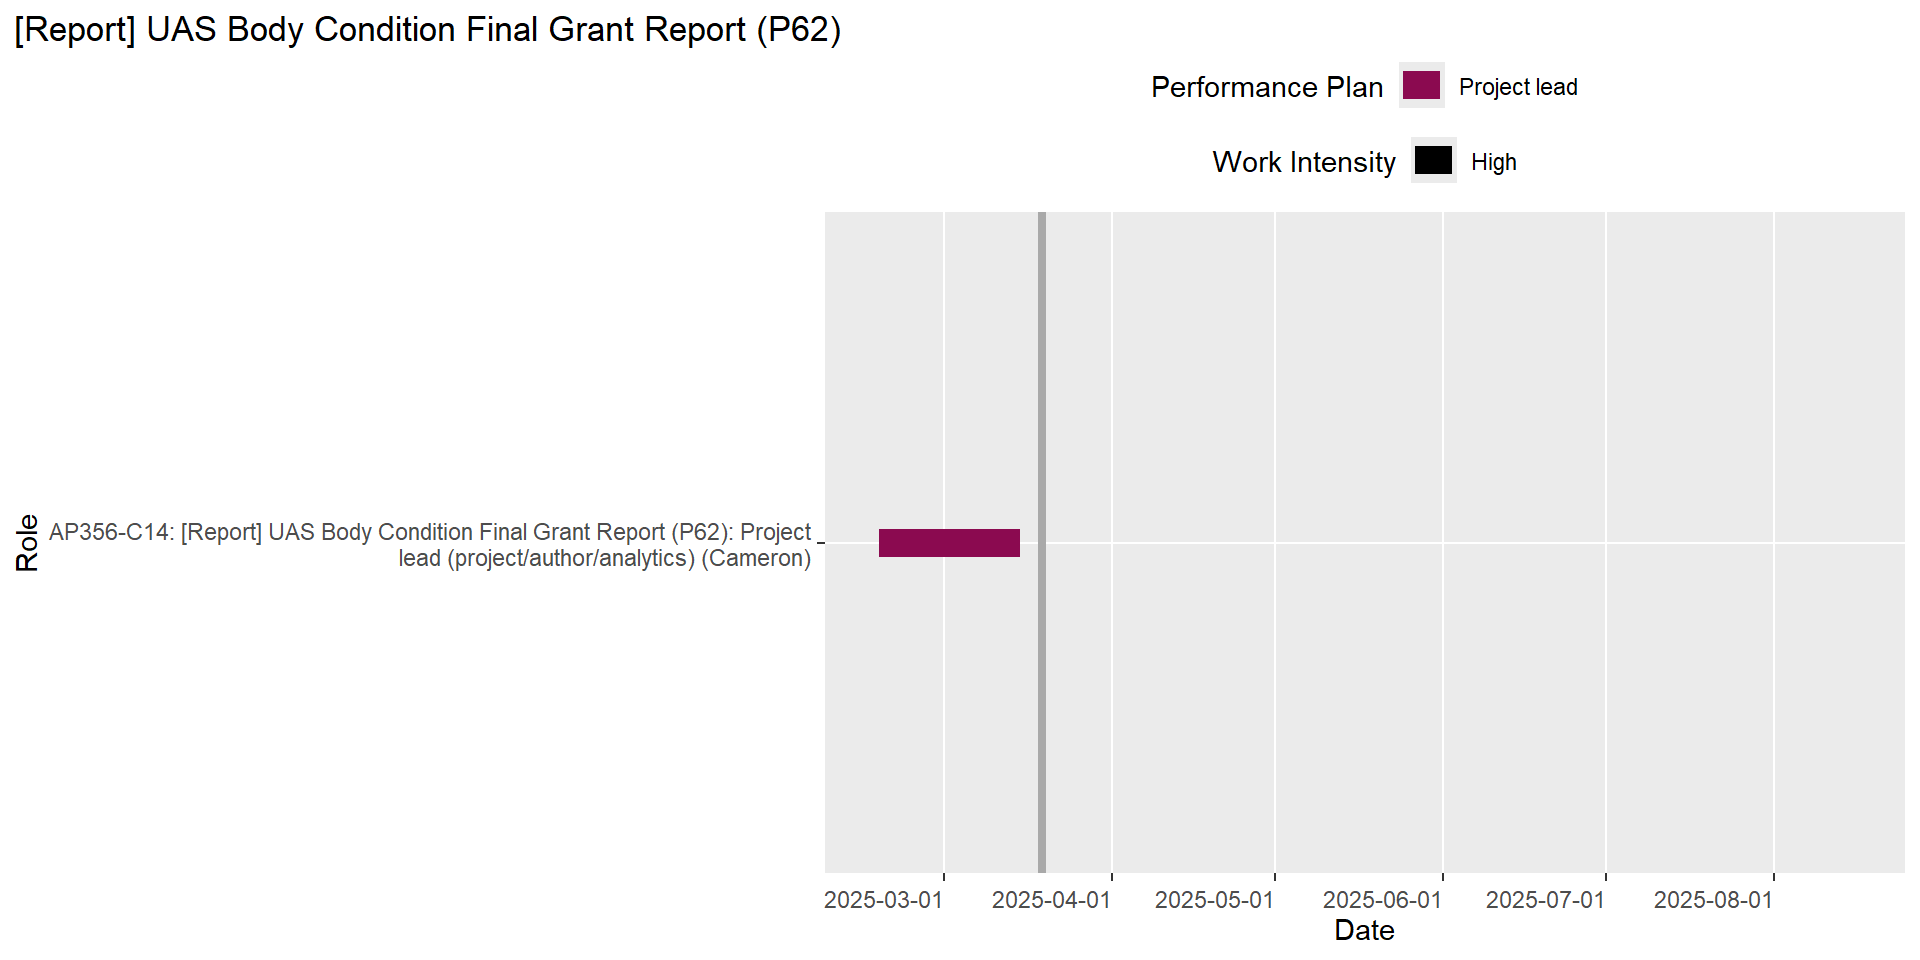 [Report] UAS Body Condition Final Grant Report (P62)
Performance Plan Project lead
Work Intensity High
Role
AP356-C14: [Report] UAS Body Condition Final Grant Report (P62): Project
lead (project/author/analytics) (Cameron)
2025-03-01 2025-04-01 2025-05-01 2025-06-01 2025-07-01 2025-08-01
Date